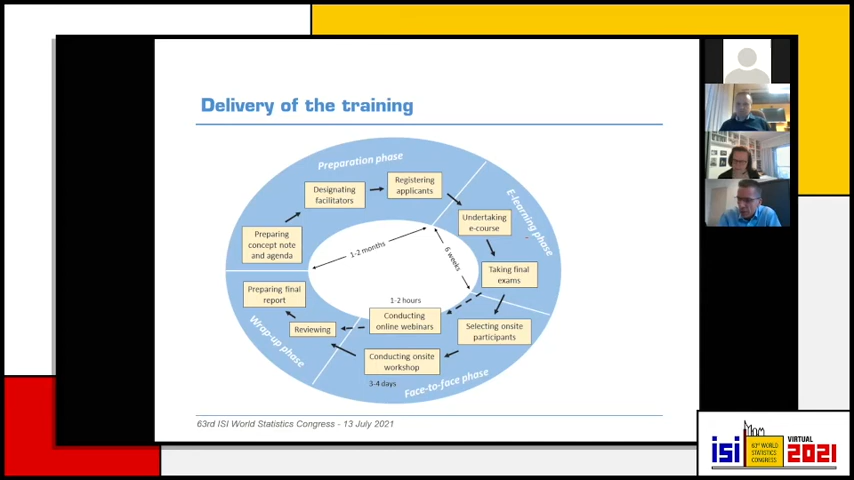 Delivery of the training
Preparation phase
Registering
applicants
Designating
facilitators
Preparing
concept note
and agenda
E-learning phase
Undertaking
e-course
1-2 months
6 weeks
Taking final
exams
Preparing final
report
1-2 hours
Conducting
online webinars
Selecting onsite
participants
Reviewing
Wrap-up phase
Conducting onsite
workshop
3-4 days
Face-to-face phase
63rd ISI World Statistics Congress - 13 July 2021
isi
63rd WORLD
STATISTICS
CONGRESS
VIRTUAL
2021